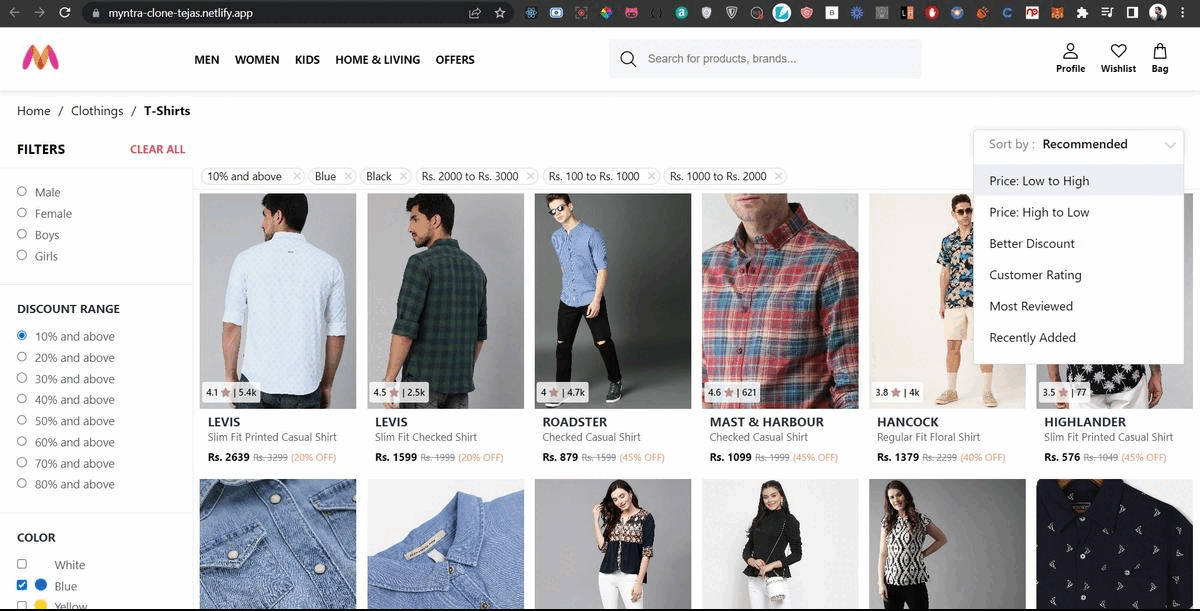 myntra-clone-tejas.netlify.app
MEN WOMEN KIDS HOME & LIVING OFFERS
Search for products, brands...
Profile Wishlist Bag
Home / Clothings / T-Shirts
FILTERS CLEAR ALL
Sort by : Recommended
Price: Low to High
Price: High to Low
Better Discount
Customer Rating
Most Reviewed
Recently Added
10% and above Blue Black Rs. 2000 to Rs. 3000 Rs. 100 to Rs. 1000 Rs. 1000 to Rs. 2000
Male
Female
Boys
Girls
DISCOUNT RANGE
10% and above
20% and above
30% and above
40% and above
50% and above
60% and above
70% and above
80% and above
COLOR
White
Blue
Yellow
4.1 ★ | 5.4k
LEVIS
Slim Fit Printed Casual Shirt
Rs. 2639 Rs. 3299 (20% OFF)
4.5 ★ | 2.5k
LEVIS
Slim Fit Checked Shirt
Rs. 1599 Rs. 1999 (20% OFF)
4 ★ | 4.7k
ROADSTER
Checked Casual Shirt
Rs. 879 Rs. 1599 (45% OFF)
4.6 ★ | 621
MAST & HARBOUR
Checked Casual Shirt
Rs. 1099 Rs. 1999 (45% OFF)
3.8 ★ | 4k
HANCOCK
Regular Fit Floral Shirt
Rs. 1379 Rs. 2299 (40% OFF)
3.5 ★ | 77
HIGHLANDER
Slim Fit Printed Casual Shirt
Rs. 576 Rs. 1049 (45% OFF)